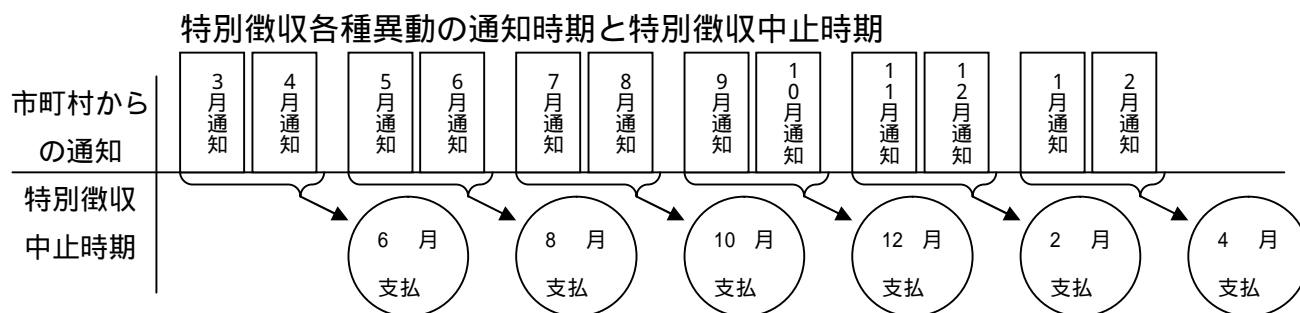 特別徴収各種異動の通知時期と特別徴収中止時期
市町村から
の通知
3月通知
4月通知
5月通知
6月通知
7月通知
8月通知
9月通知
10月通知
11月通知
12月通知
1月通知
2月通知
特別徴収
中止時期
6 月
支払
8 月
支払
10 月
支払
12 月
支払
2 月
支払
4 月
支払